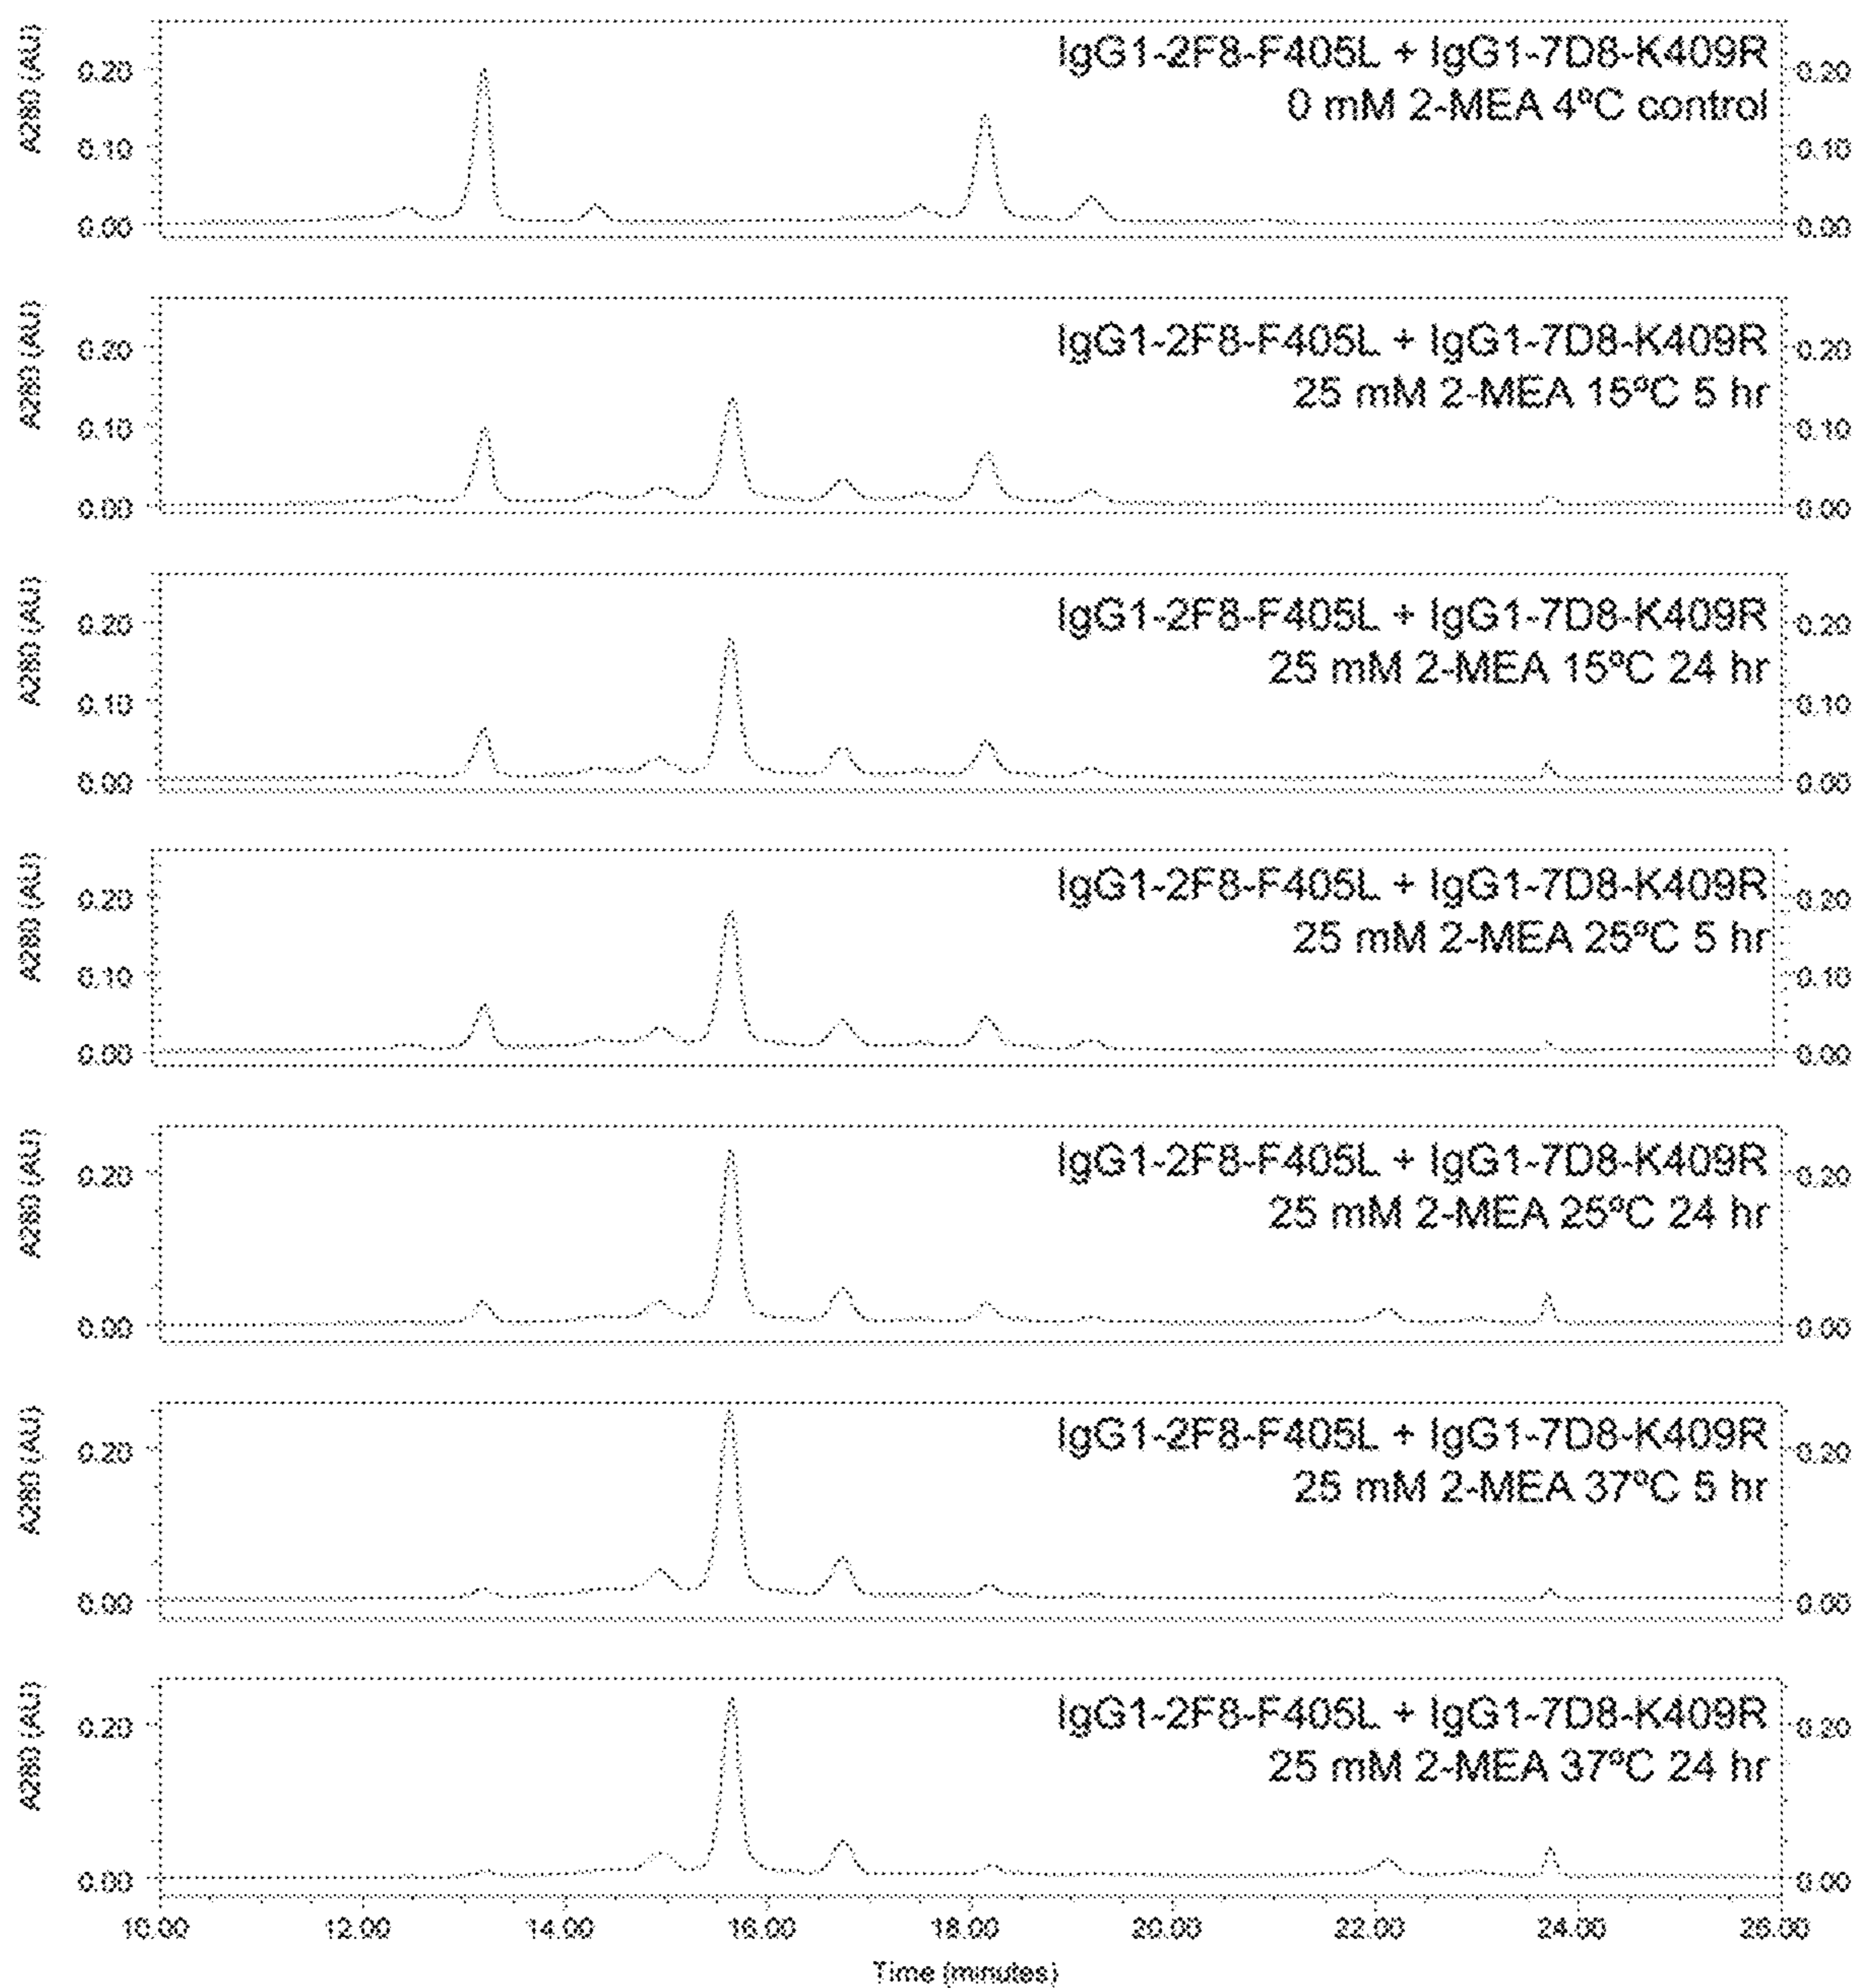 A280 (AU)
0.20
0.10
0.00
IgG1-2F8-F405L + IgG1-7D8-K409R
0 mM 2-MEA 4ºC control
0.20
0.10
0.00
A280 (AU)
0.20
0.10
0.00
IgG1-2F8-F405L + IgG1-7D8-K409R
25 mM 2-MEA 15ºC 5 hr
0.20
0.10
0.00
A280 (AU)
0.20
0.10
0.00
IgG1-2F8-F405L + IgG1-7D8-K409R
25 mM 2-MEA 15ºC 24 hr
0.20
0.10
0.00
A280 (AU)
0.20
0.10
0.00
IgG1-2F8-F405L + IgG1-7D8-K409R
25 mM 2-MEA 25ºC 5 hr
0.20
0.10
0.00
A280 (AU)
0.20
0.00
IgG1-2F8-F405L + IgG1-7D8-K409R
25 mM 2-MEA 25ºC 24 hr
0.20
0.00
A280 (AU)
0.20
0.00
IgG1-2F8-F405L + IgG1-7D8-K409R
25 mM 2-MEA 37ºC 5 hr
0.20
0.00
A280 (AU)
0.20
0.00
IgG1-2F8-F405L + IgG1-7D8-K409R
25 mM 2-MEA 37ºC 24 hr
0.20
0.00
10.00 12.00 14.00 16.00 18.00 20.00 22.00 24.00 26.00
Time (minutes)